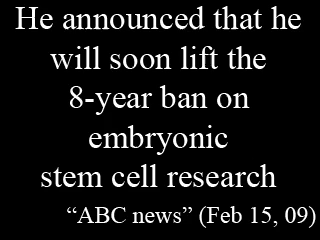 He announced that he
will soon lift the
8-year ban on
embryonic
stem cell research
“ABC news” (Feb 15, 09)